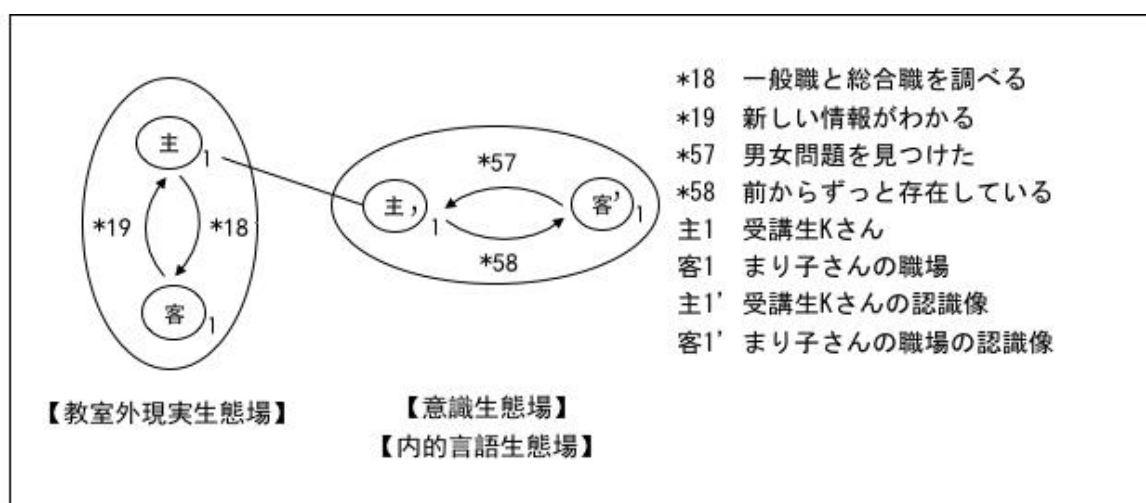 主1
*19
*18
客1
*57
主'1
客'1
*58
*18 一般職と総合職を調べる
*19 新しい情報がわかる
*57 男女問題を見つけた
*58 前からずっと存在している
主1 受講生Kさん
客1 まり子さんの職場
主1' 受講生Kさんの認識像
客1' まり子さんの職場の認識像
【教室外現実生態場】
【意識生態場】
【内的言語生態場】